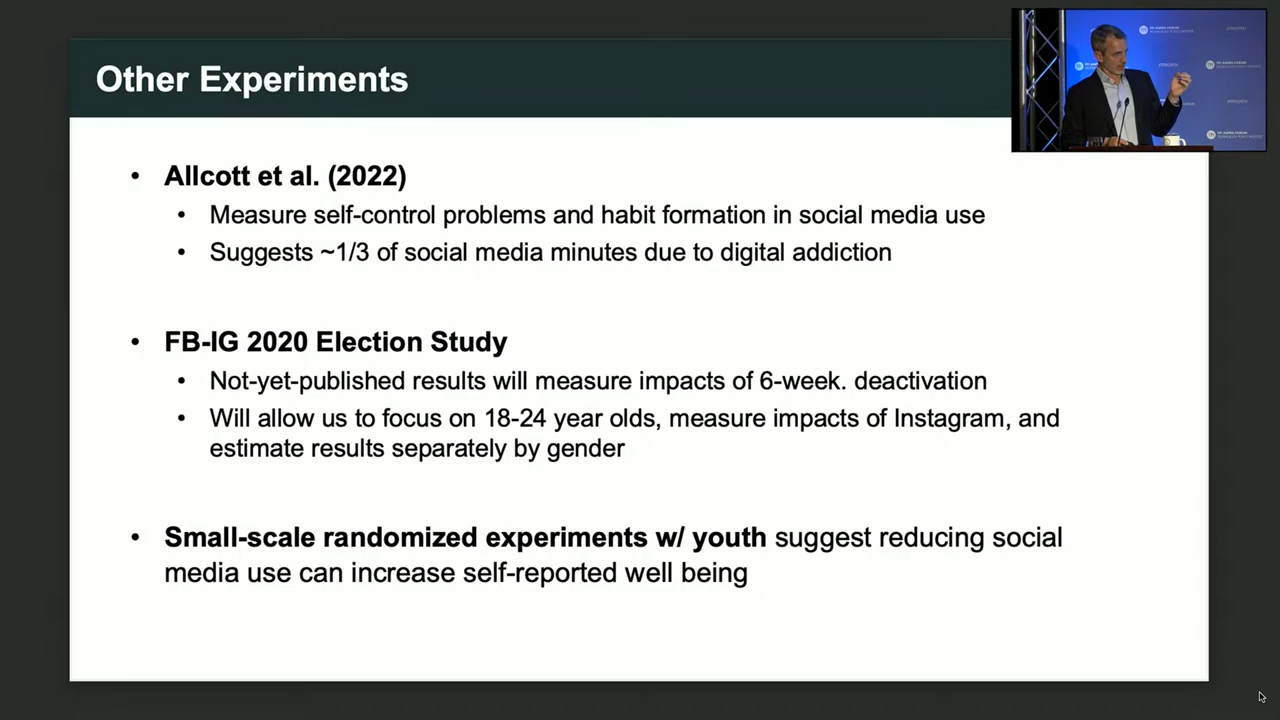 Other Experiments
• Allcott et al. (2022)
• Measure self-control problems and habit formation in social media use
• Suggests ~1/3 of social media minutes due to digital addiction
• FB-IG 2020 Election Study
• Not-yet-published results will measure impacts of 6-week. deactivation
• Will allow us to focus on 18-24 year olds, measure impacts of Instagram, and
estimate results separately by gender
• Small-scale randomized experiments w/ youth suggest reducing social
media use can increase self-reported well being